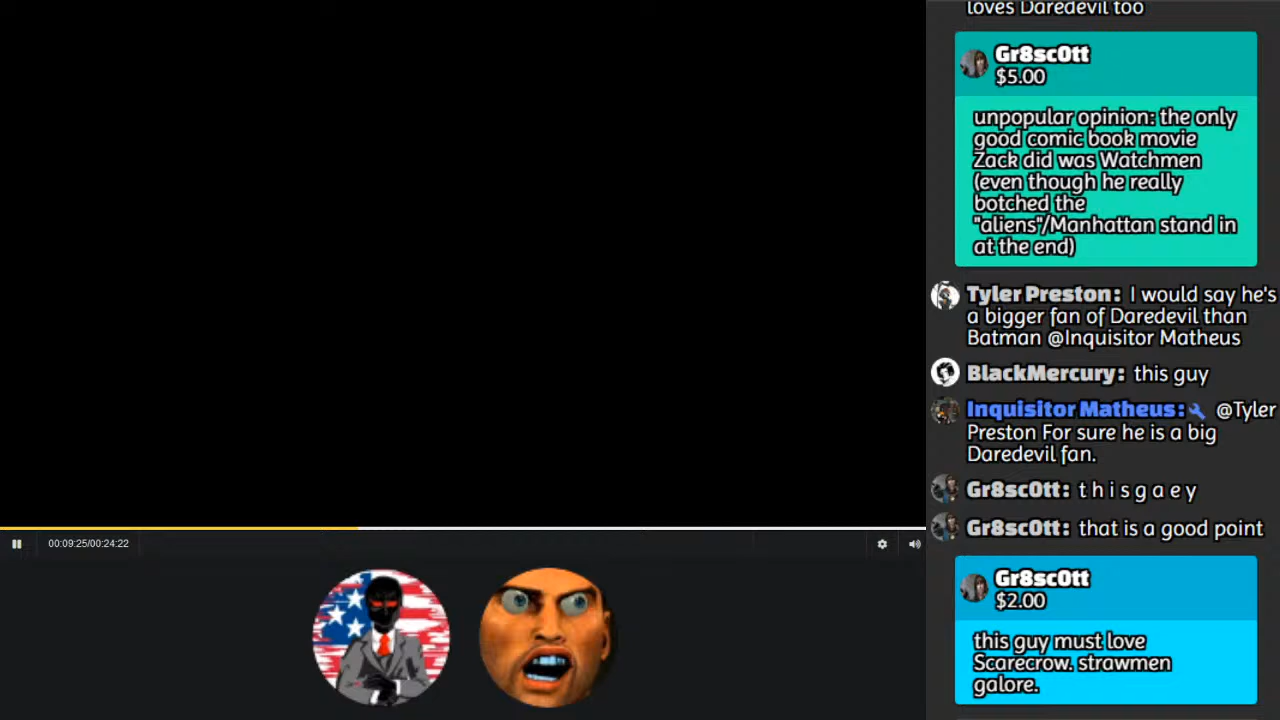 loves Daredevil too
Gr8sc0tt
$5.00
unpopular opinion: the only
good comic book movie
Zack did was Watchmen
(even though he really
botched the
"aliens"/Manhattan stand in
at the end)
Tyler Preston: I would say he's
a bigger fan of Daredevil than
Batman @Inquisitor Matheus
BlackMercury: this guy
Inquisitor Matheus: @Tyler
Preston For sure he is a big
Daredevil fan.
Gr8sc0tt: t h i s g a e y
Gr8sc0tt: that is a good point
Gr8sc0tt
$2.00
this guy must love
Scarecrow. strawmen
galore.
00:09:25/00:24:22